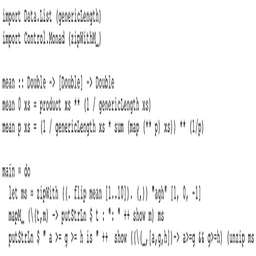 import Data.List (genericLength)
import Control.Monad (zipWithM_)
mean :: Double -> [Double] -> Double
mean 0 xs = product xs ** (1 / genericLength xs)
mean p xs = (1 / genericLength xs * sum (map (** p) xs)) ** (1/p)
main = do
let ms = zipWith ((. flip mean [1..10]). (,)) "agh" [1, 0, -1]
mapM_ (\(t,m) -> putStrLn $ t : ": " ++ show m) ms
putStrLn $ " a >= g >= h is " ++ show ((\(_,[a,g,h])-> a>=g && g>=h) (unzip ms